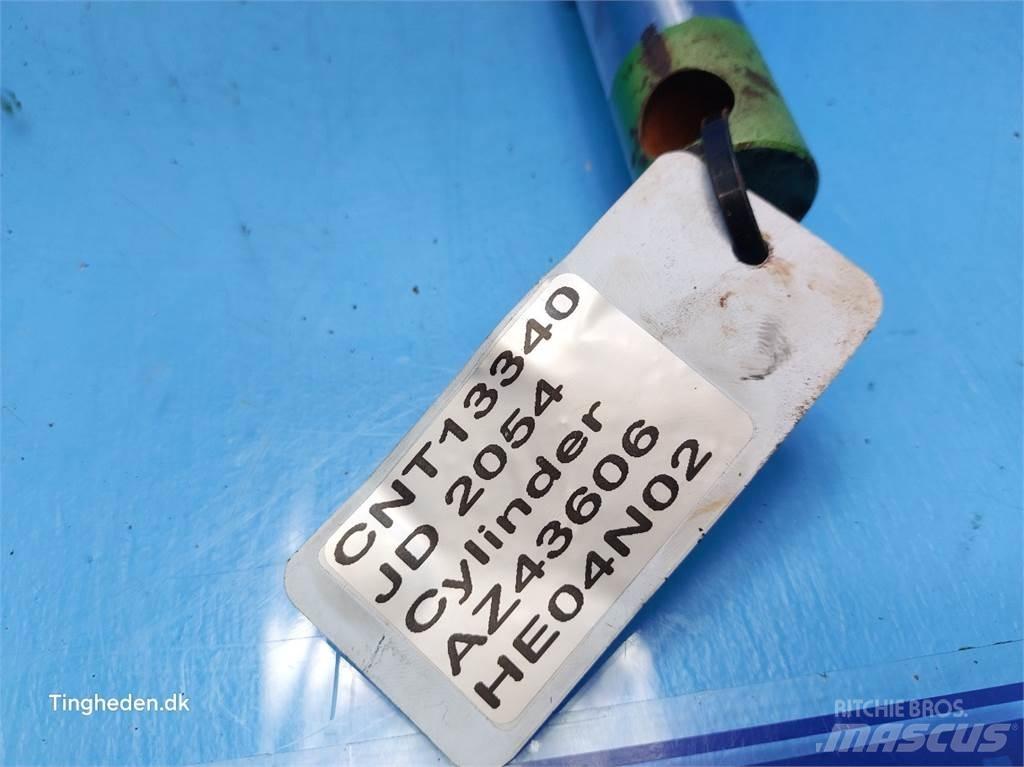 CNT13340
JD 2054
Cylinder
AZ43606
HE04N02
Tingheden.dk
RITCHIE BROS.
MASCUS